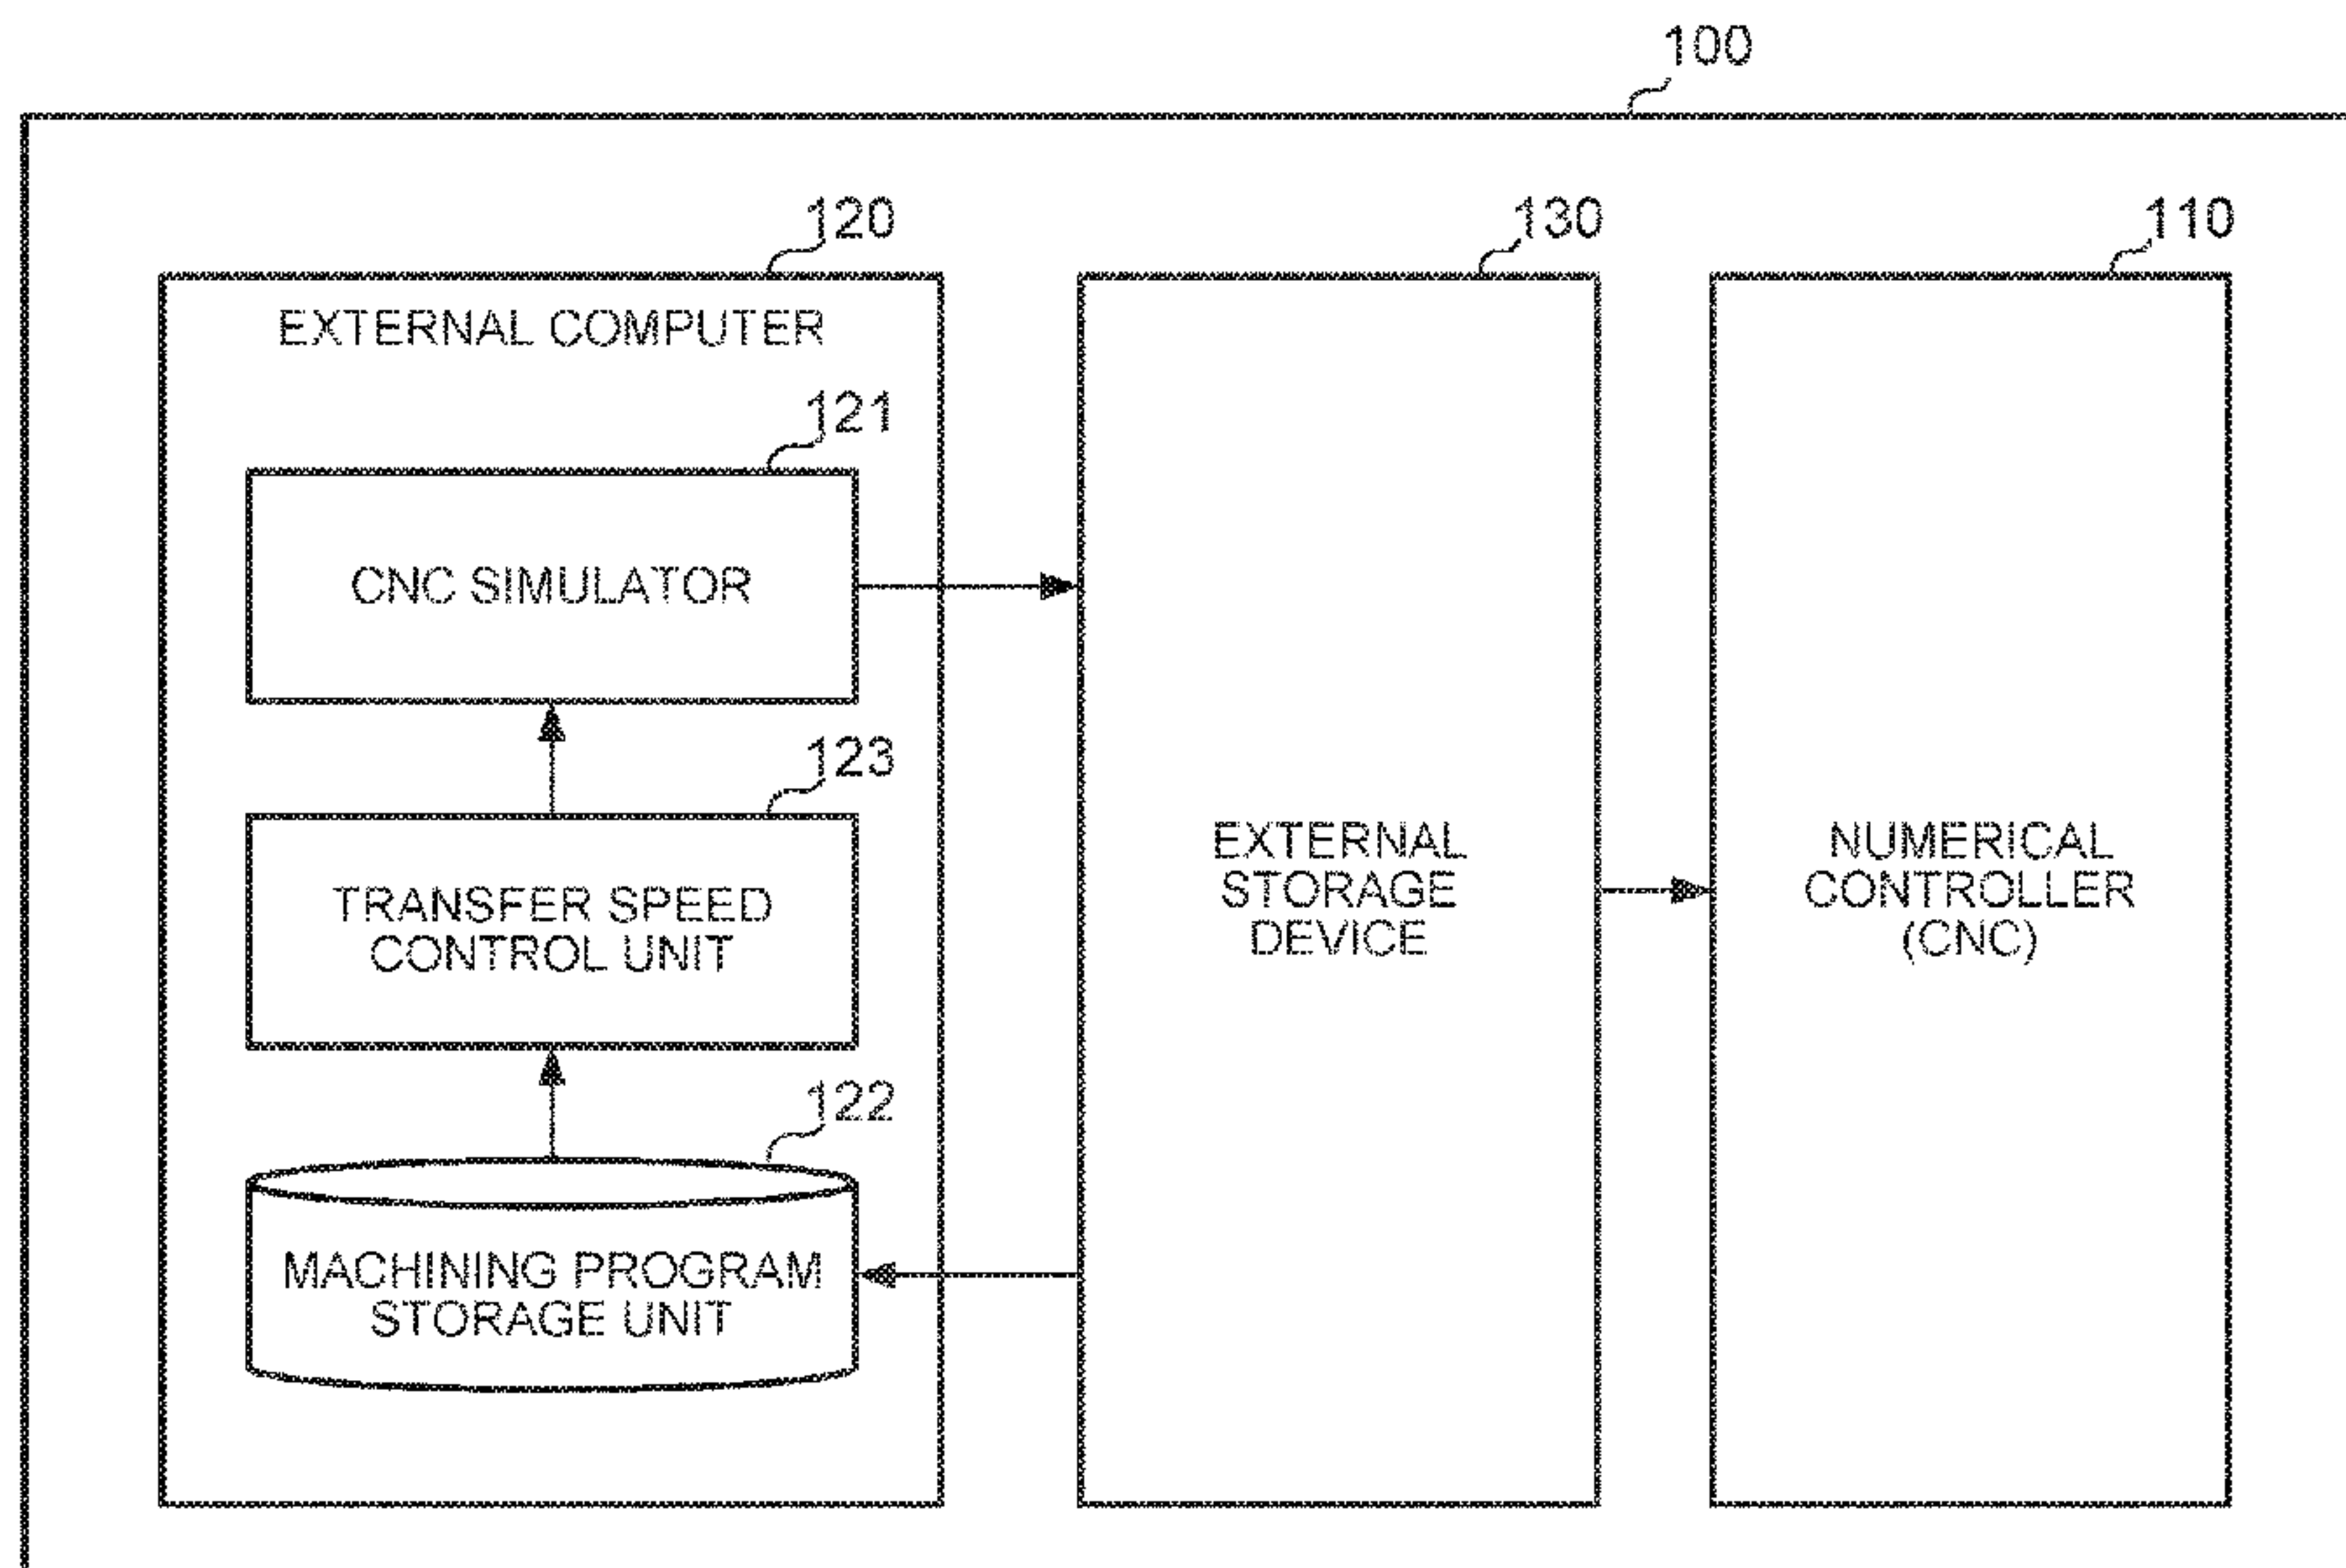 100
120
130
110
EXTERNAL COMPUTER
121
CNC SIMULATOR
123
TRANSFER SPEED
CONTROL UNIT
122
MACHINING PROGRAM
STORAGE UNIT
EXTERNAL
STORAGE
DEVICE
NUMERICAL
CONTROLLER
(CNC)